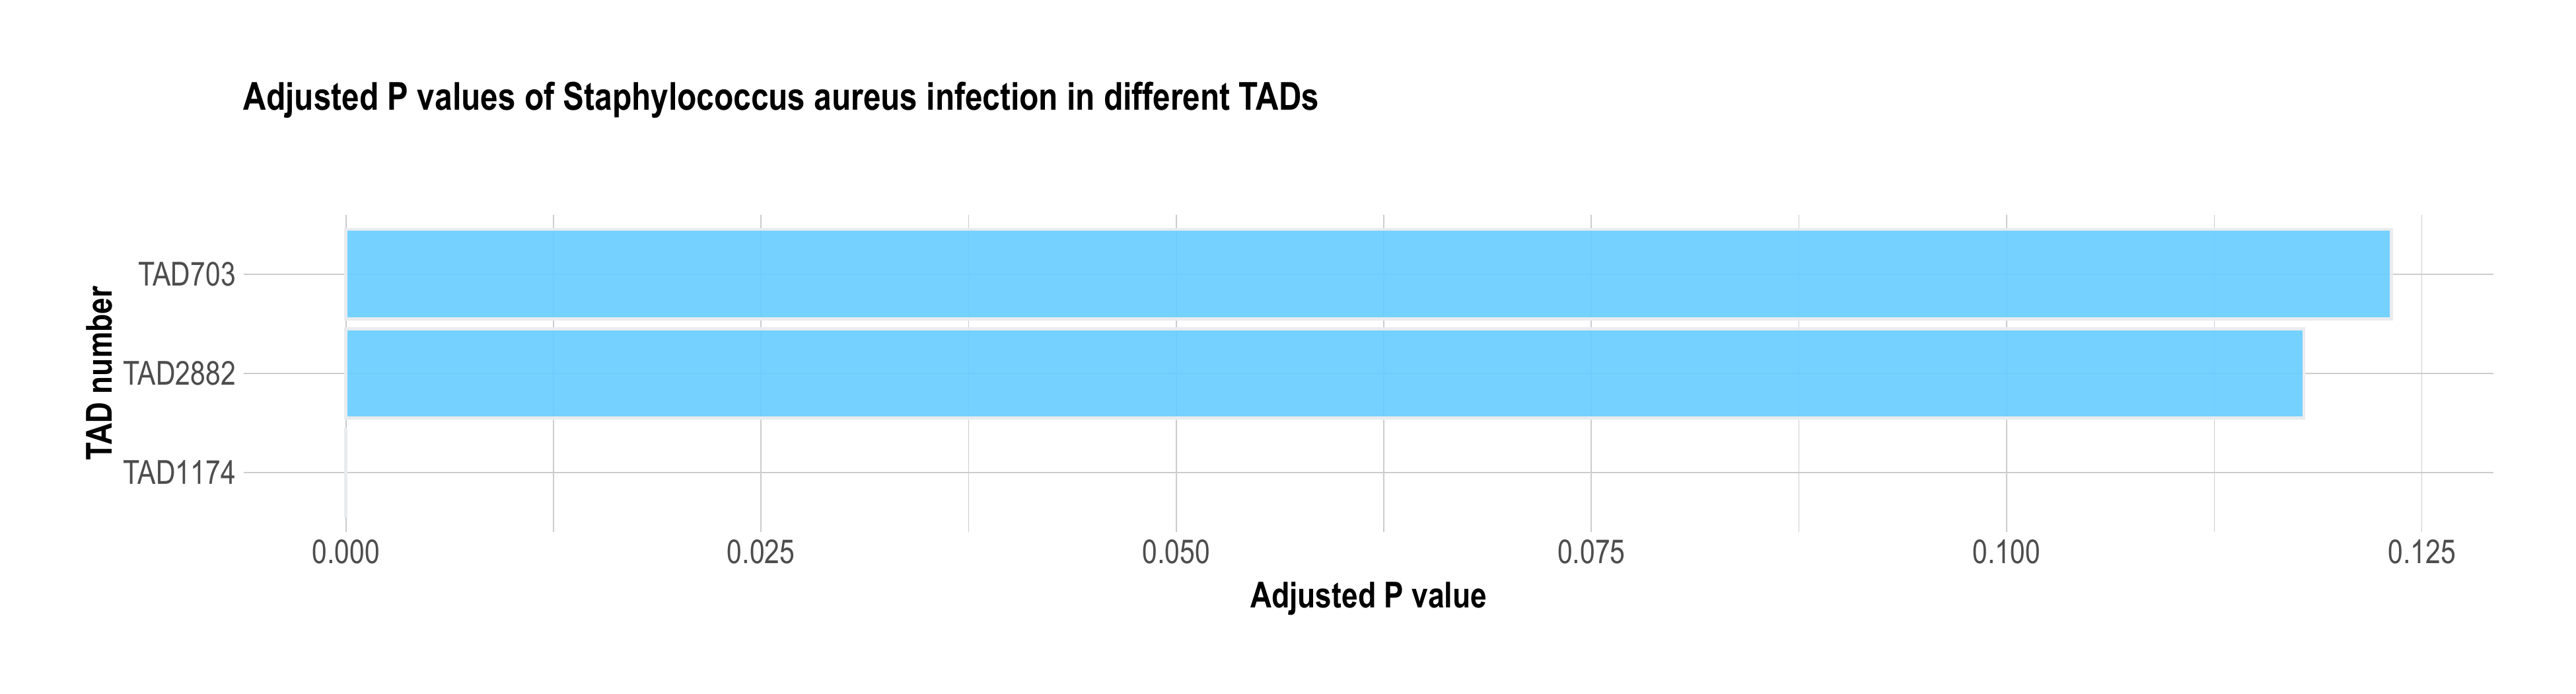 Adjusted P values of Staphylococcus aureus infection in different TADs
TAD number
TAD703
TAD2882
TAD1174
0.000 0.025 0.050 0.075 0.100 0.125
Adjusted P value